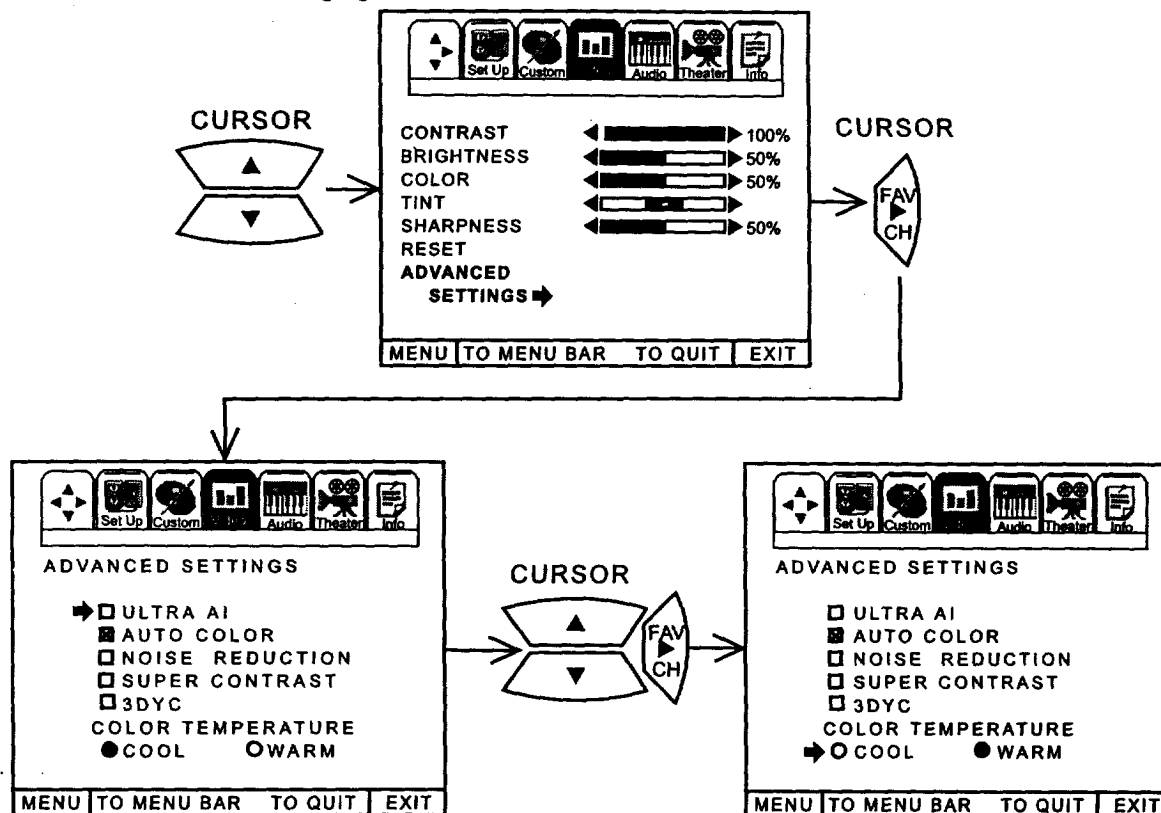 Set Up Custom Audio Theater Info
CURSOR
CONTRAST 100%
BRIGHTNESS 50%
COLOR 50%
TINT
SHARPNESS 50%
RESET
ADVANCED
SETTINGS
MENU TO MENU BAR TO QUIT EXIT
CURSOR
FAV
CH
Set Up Custom Audio Theater Info
ADVANCED SETTINGS
ULTRA AI
AUTO COLOR
NOISE REDUCTION
SUPER CONTRAST
3DYC
COLOR TEMPERATURE
COOL WARM
MENU TO MENU BAR TO QUIT EXIT
CURSOR
FAV
CH
Set Up Custom Audio Theater Info
ADVANCED SETTINGS
ULTRA AI
AUTO COLOR
NOISE REDUCTION
SUPER CONTRAST
3DYC
COLOR TEMPERATURE
COOL WARM
MENU TO MENU BAR TO QUIT EXIT